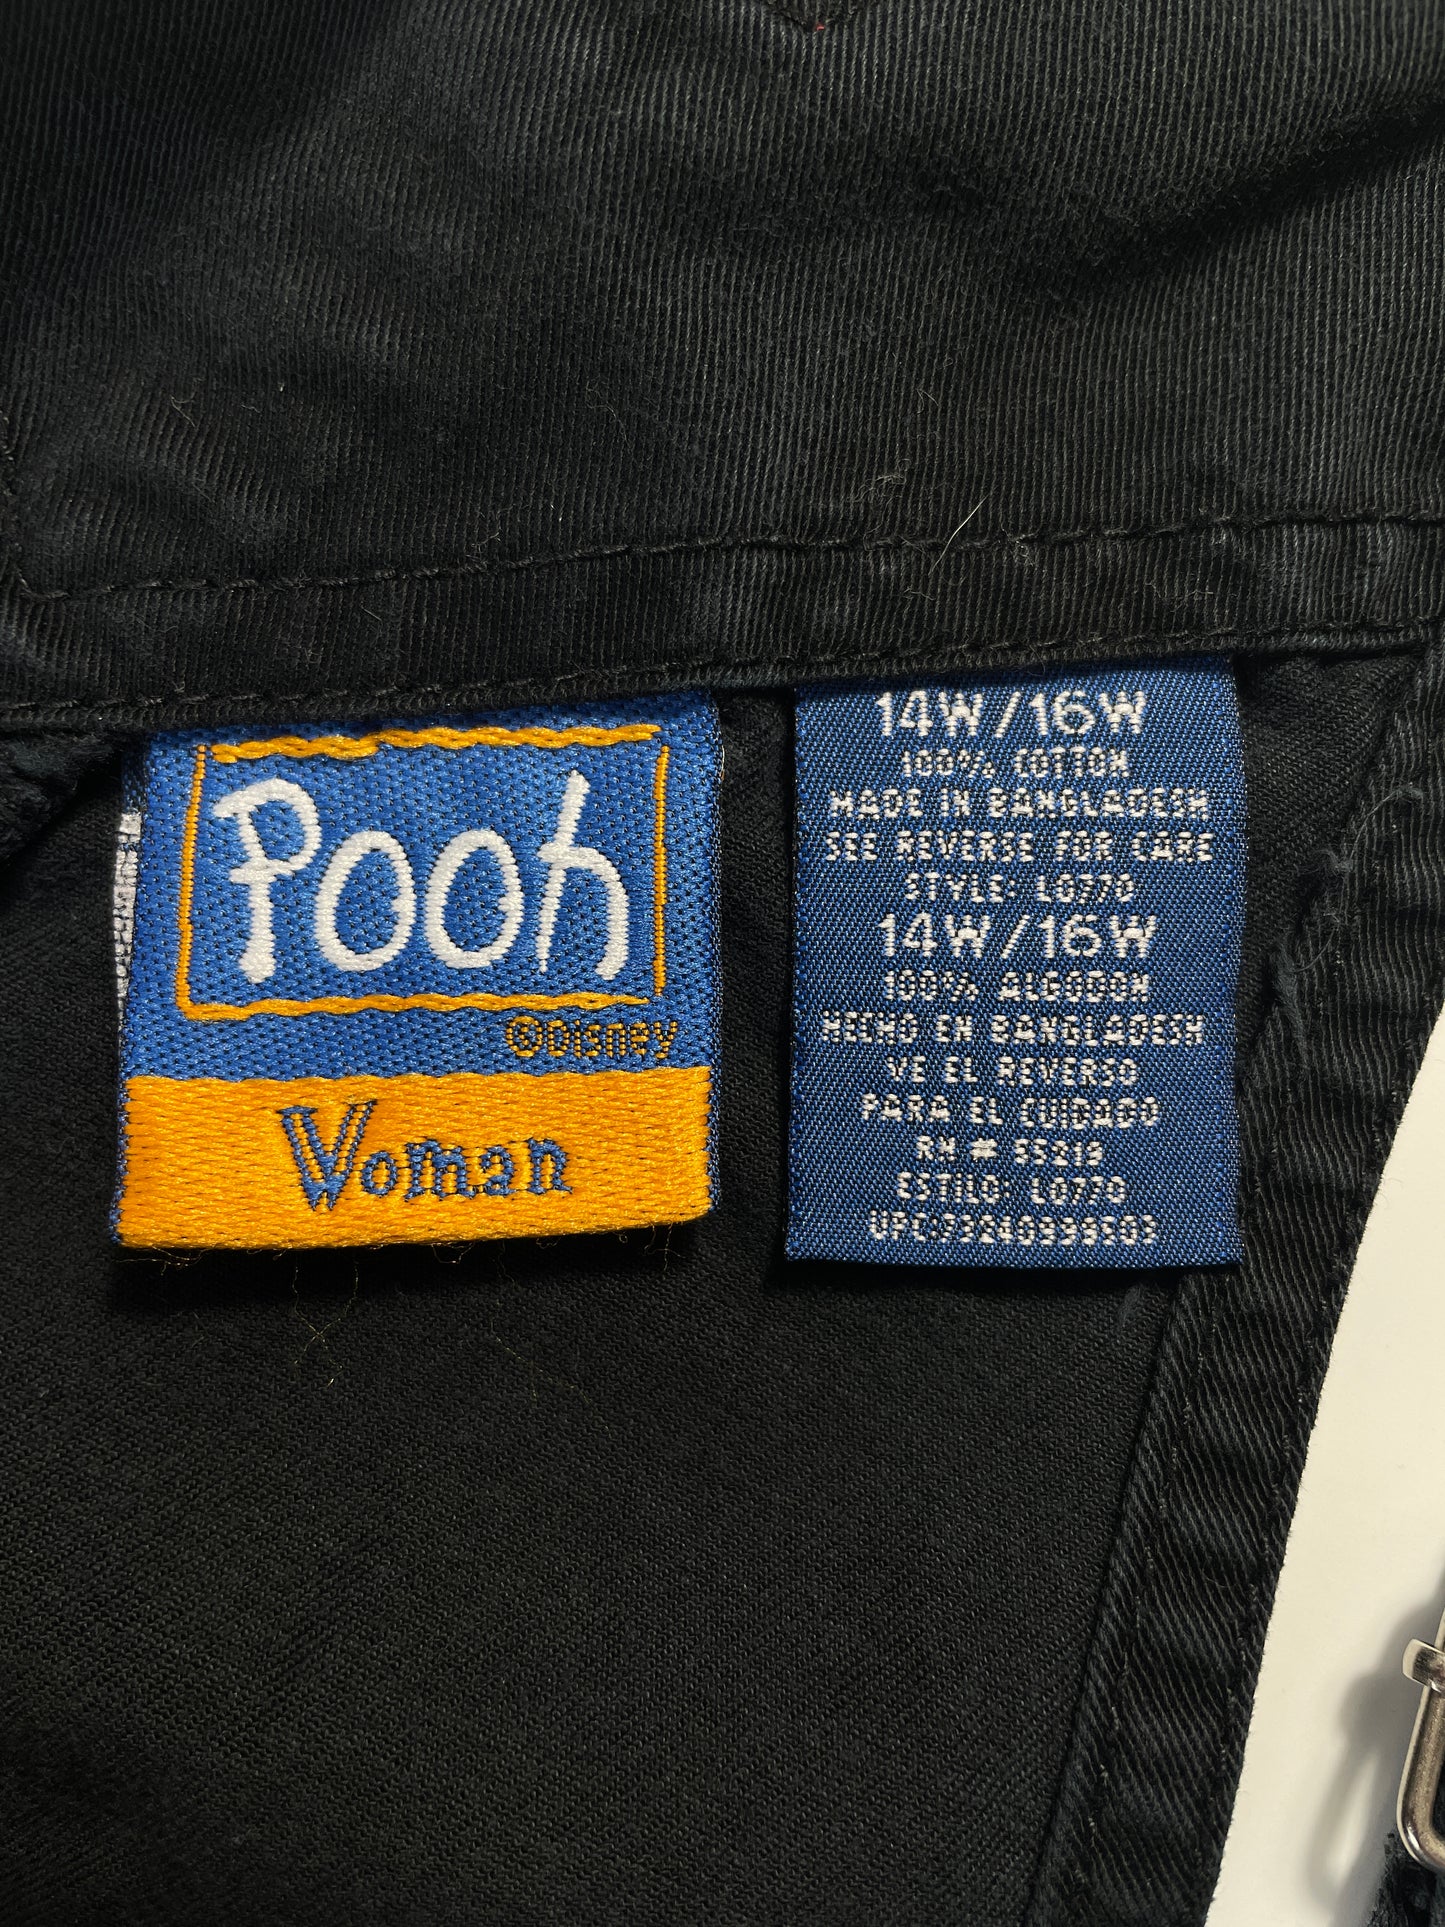 Pooh
©Disney
Woman
14W/16W
100% COTTON
MADE IN BANGLADESH
SEE REVERSE FOR CARE
STYLE: L0770
14W/16W
100% ALGODON
HECHO EN BANGLADESH
VE EL REVERSO
PARA EL CUIDADO
RN #
ESTILO: L0770